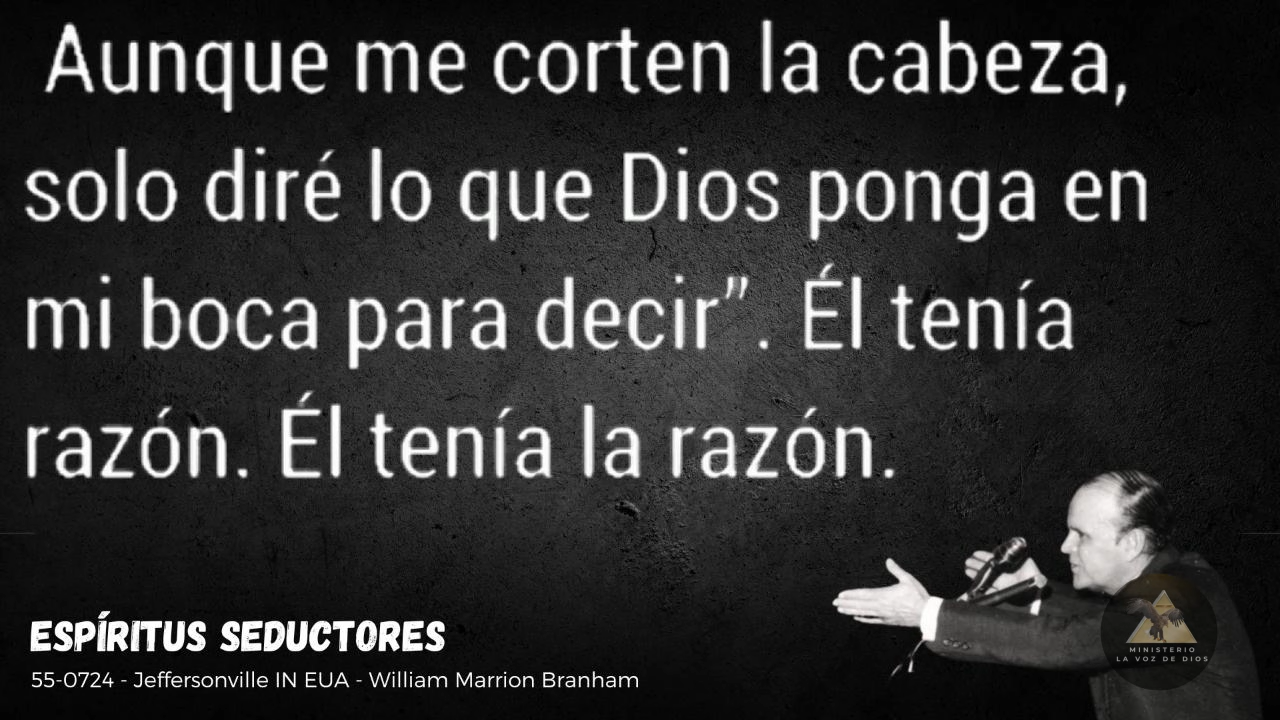 Aunque me corten la cabeza,
solo diré lo que Dios ponga en
mi boca para decir”. Él tenía
razón. Él tenía la razón.
ESPÍRITUS SEDUCTORES
55-0724 - Jeffersonville IN EUA - William Marrion Branham
MINISTERIO
LA VOZ DE DIOS